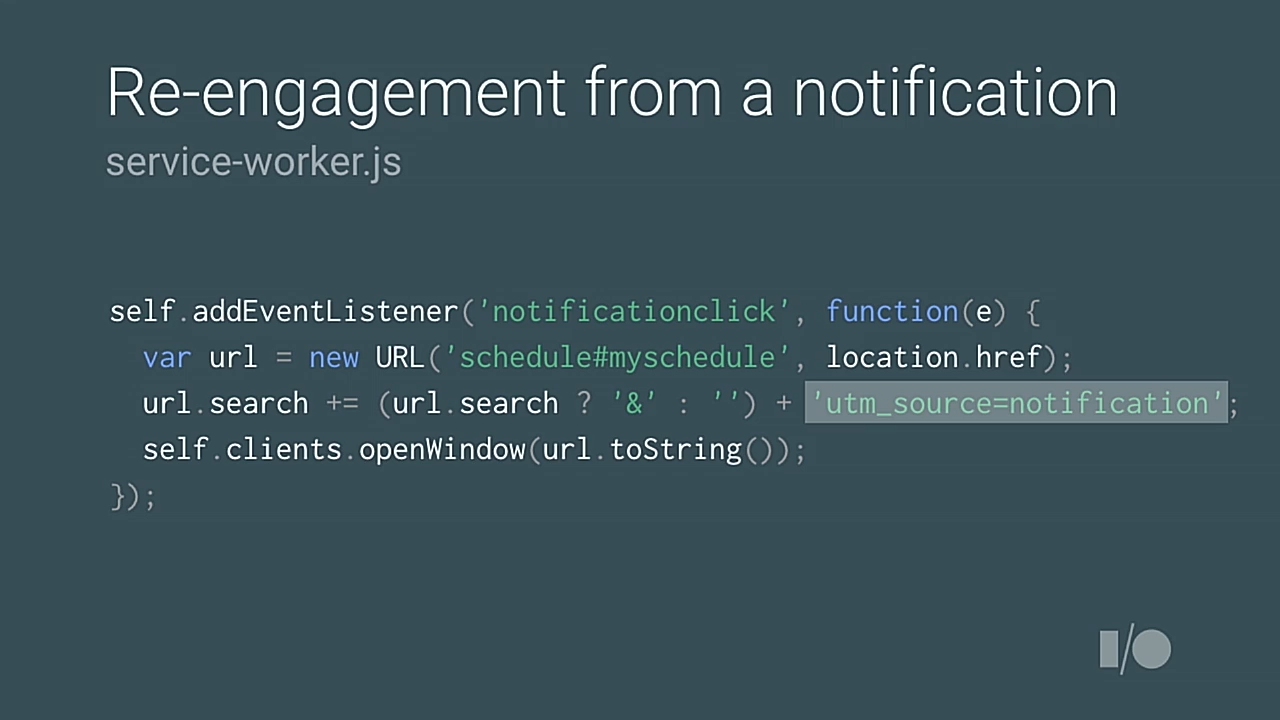 Re-engagement from a notification
service-worker.js
self.addEventListener('notificationclick', function(e) {
  var url = new URL('schedule#myschedule', location.href);
  url.search += (url.search ? '&' : '') + 'utm_source=notification';
  self.clients.openWindow(url.toString());
});
I/O